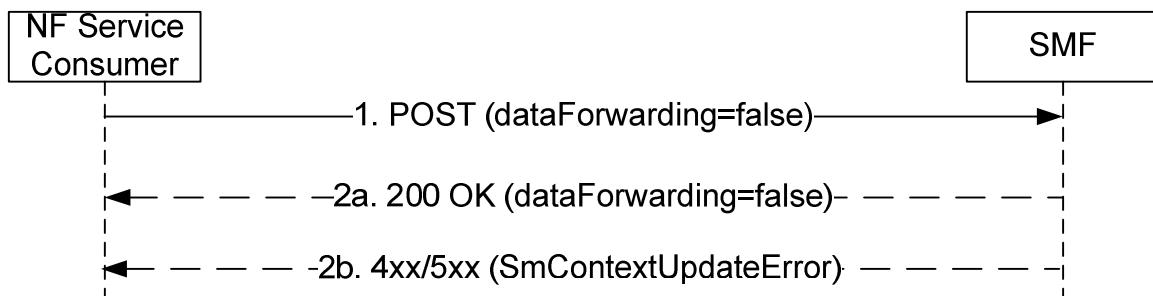 NF Service
Consumer
SMF
1. POST (dataForwarding=false)
2a. 200 OK (dataForwarding=false)
2b. 4xx/5xx (SmContextUpdateError)